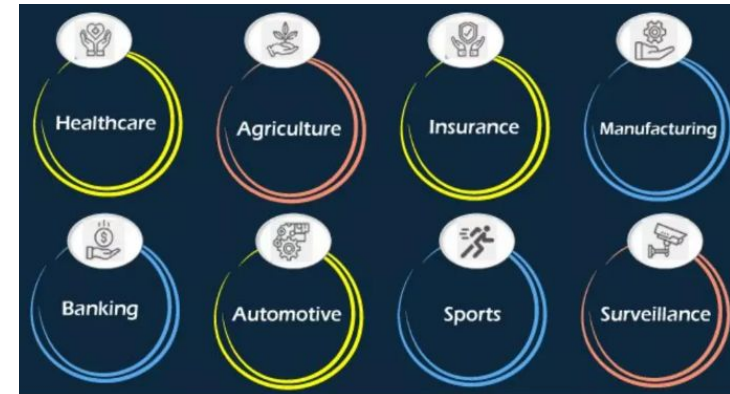 Healthcare
Agriculture
Insurance
Manufacturing
Banking
Automotive
Sports
Surveillance